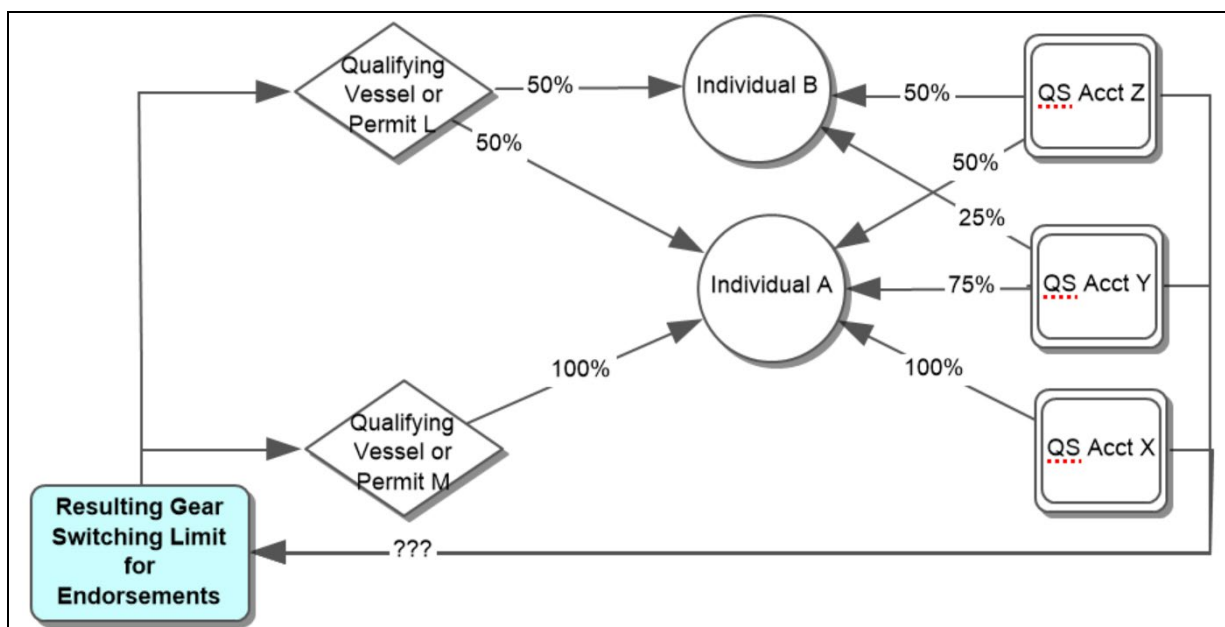 Qualifying
Vessel or
Permit L
50%
50%
Individual B
50%
QS Acct Z
50%
25%
Individual A
75%
QS Acct Y
Qualifying
Vessel or
Permit M
100%
100%
QS Acct X
Resulting Gear
Switching Limit
for
Endorsements
???